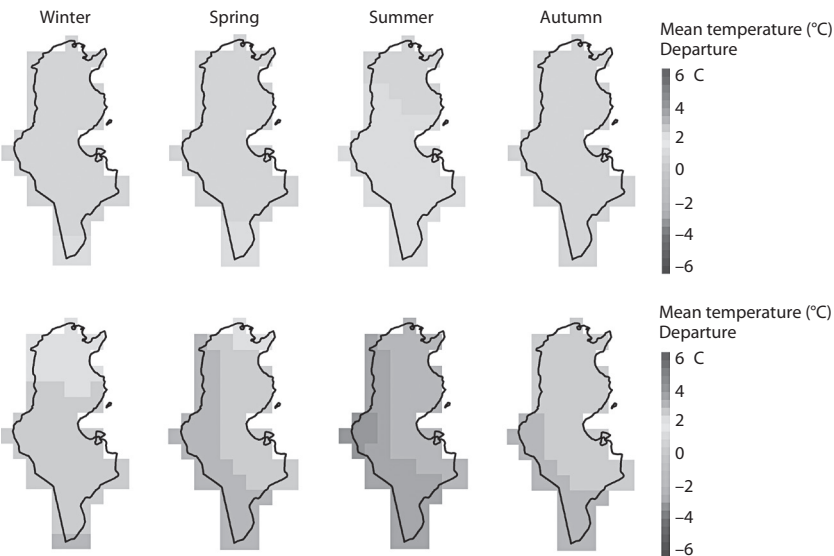 Winter
Spring
Summer
Autumn
Mean temperature (°C)
Departure
6 C
4
2
0
–2
–4
–6
Mean temperature (°C)
Departure
6 C
4
2
0
–2
–4
–6